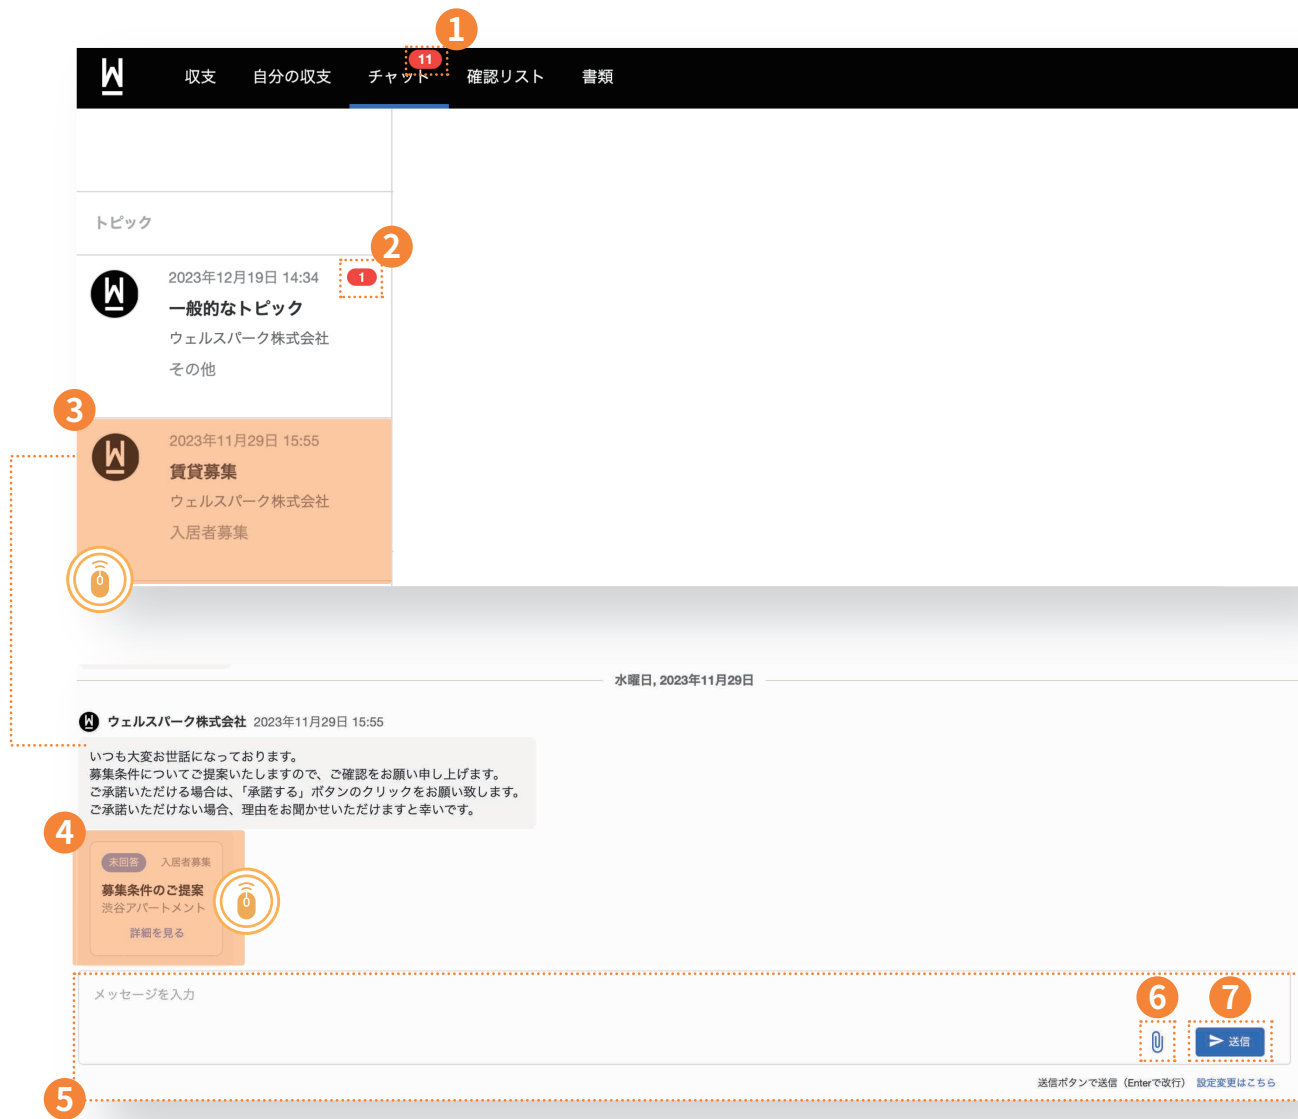 1
11
収支 自分の収支 チャット 確認リスト 書類
トピック
2
2023年12月19日 14:34 1
一般的なトピック
ウェルスパーク株式会社
その他
3
2023年11月29日 15:55
賃貸募集
ウェルスパーク株式会社
入居者募集
水曜日, 2023年11月29日
ウェルスパーク株式会社 2023年11月29日 15:55
いつも大変お世話になっております。
募集条件についてご提案いたしますので、ご確認をお願い申し上げます。
ご承諾いただける場合は、「承諾する」ボタンのクリックをお願い致します。
ご承諾いただけない場合、理由をお聞かせいただけますと幸いです。
4
未回答 入居者募集
募集条件のご提案
渋谷アパートメント
詳細を見る
メッセージを入力
6 7
送信
送信ボタンで送信（Enterで改行） 設定変更はこちら
5